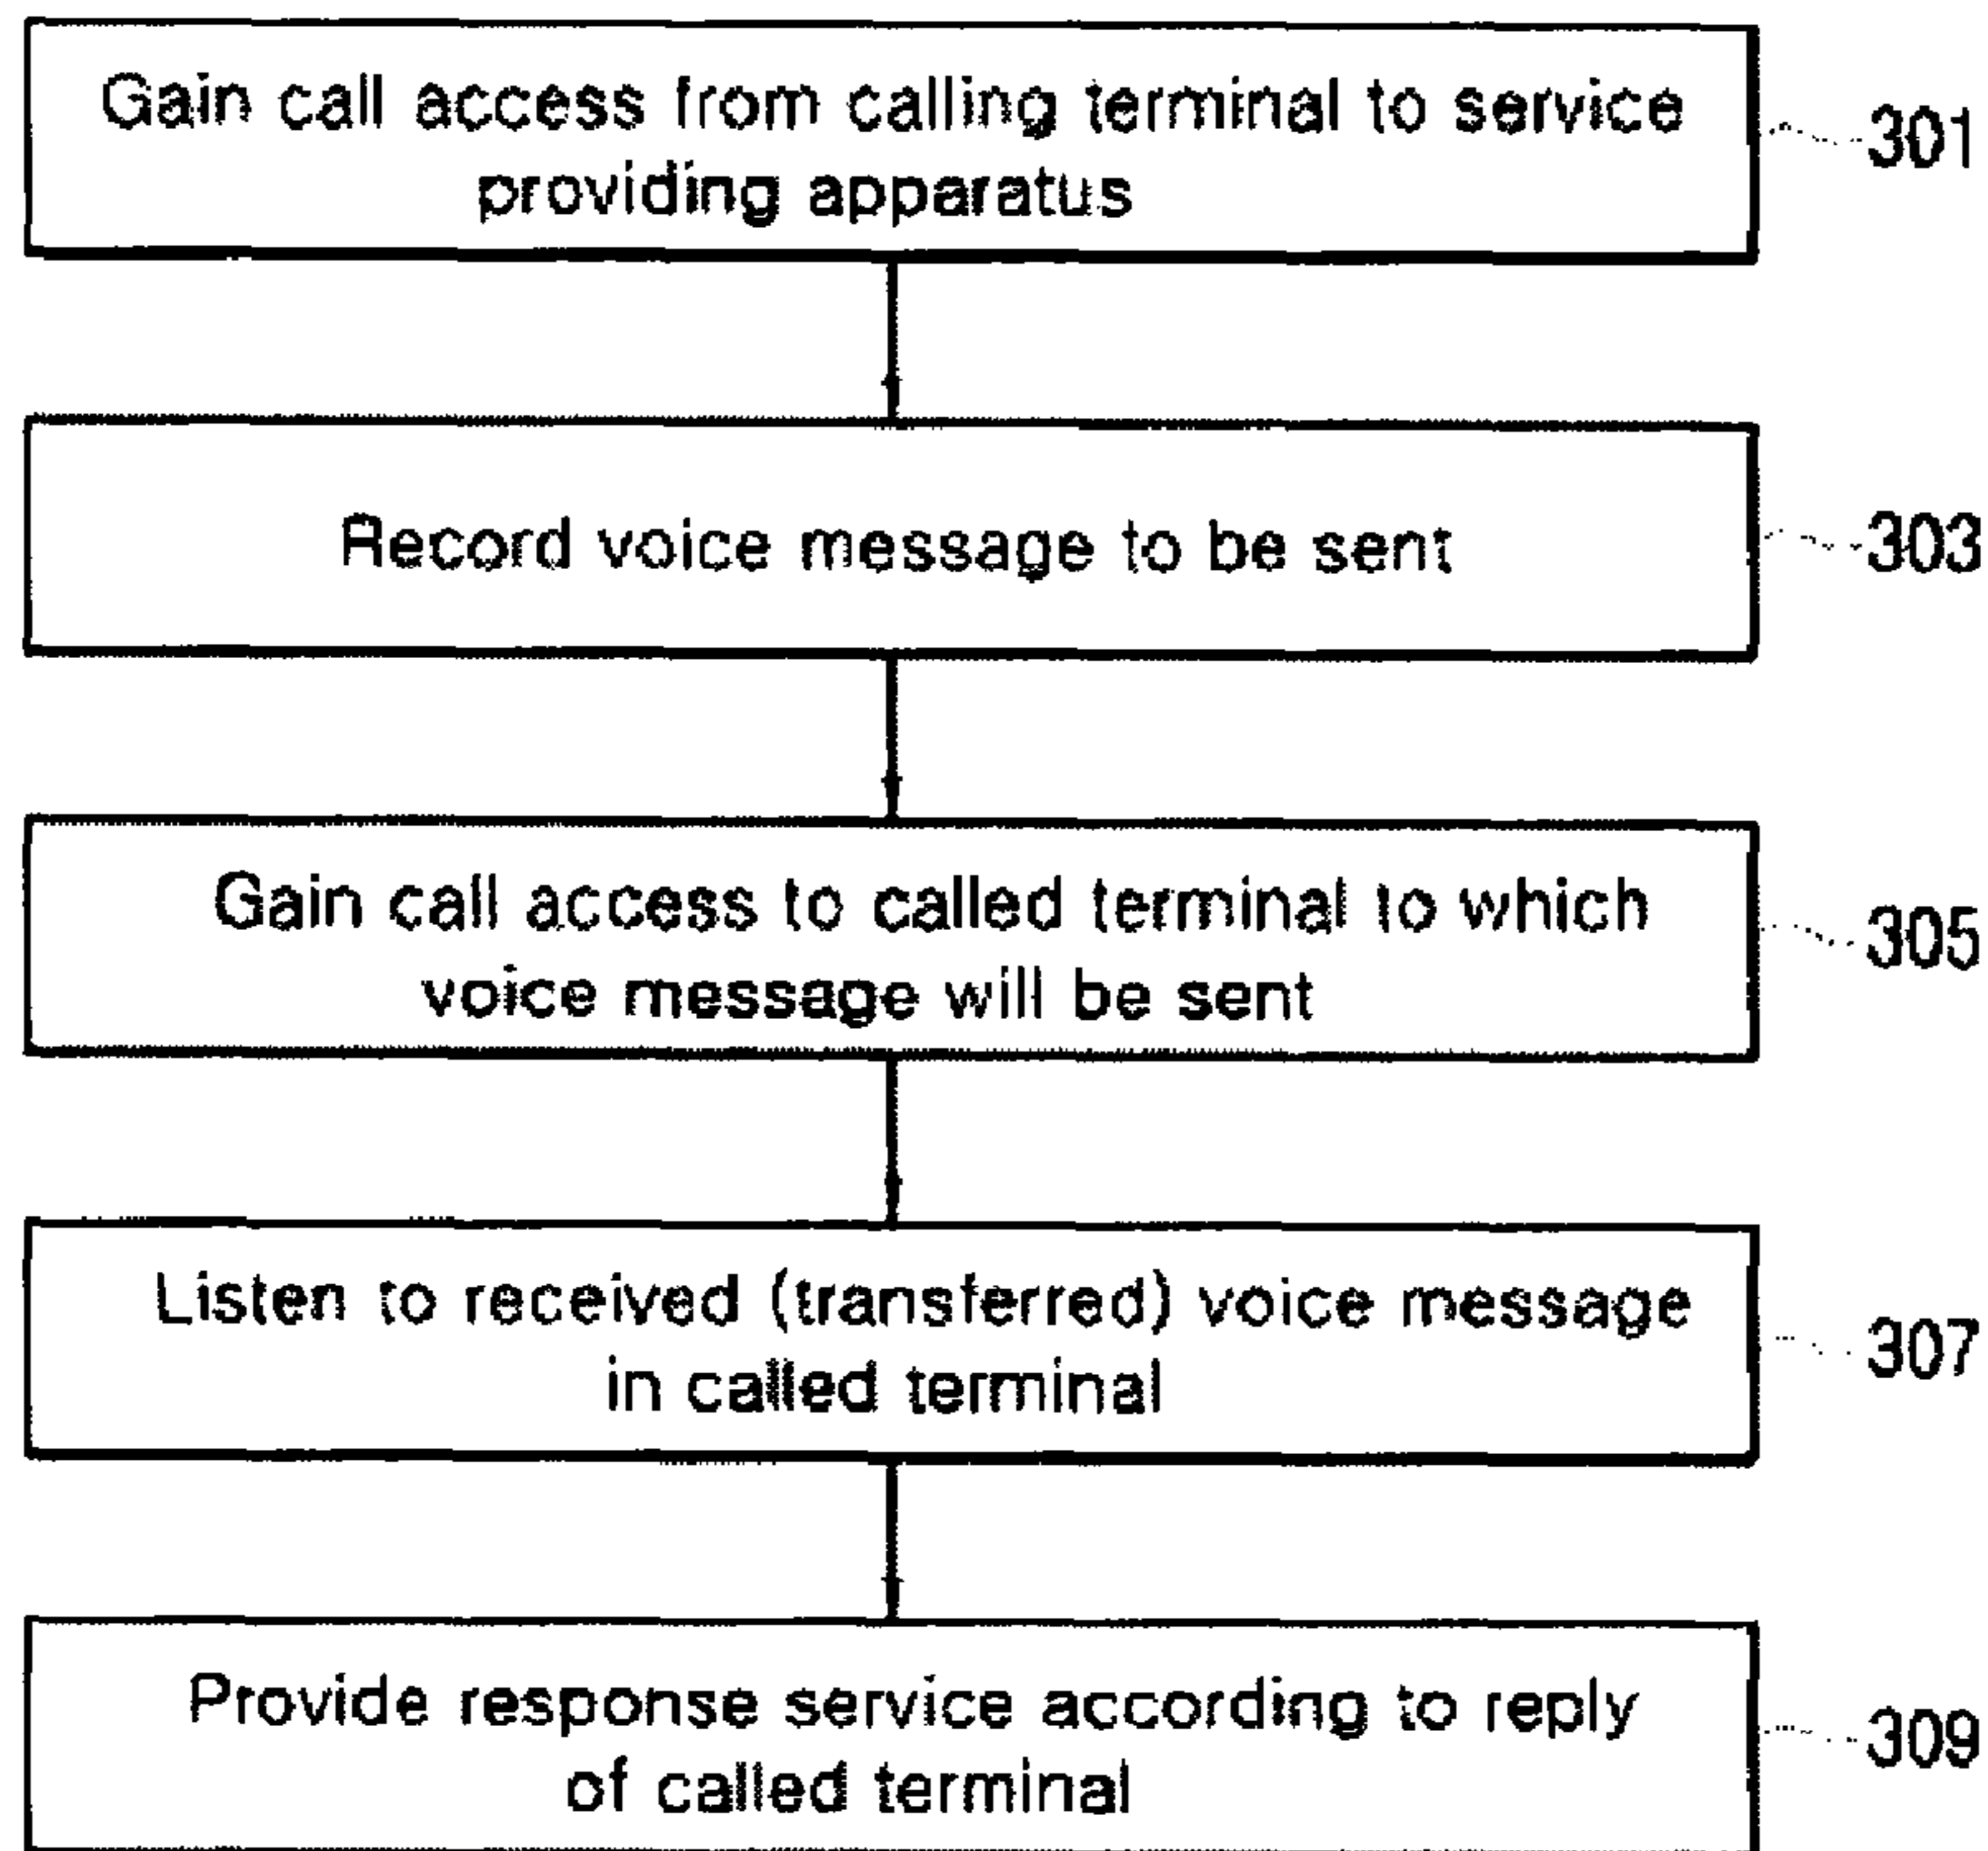 Gain call access from calling terminal to service
providing apparatus
301
Record voice message to be sent
303
Gain call access to called terminal to which
voice message will be sent
305
Listen to received (transferred) voice message
in called terminal
307
Provide response service according to reply
of called terminal
309